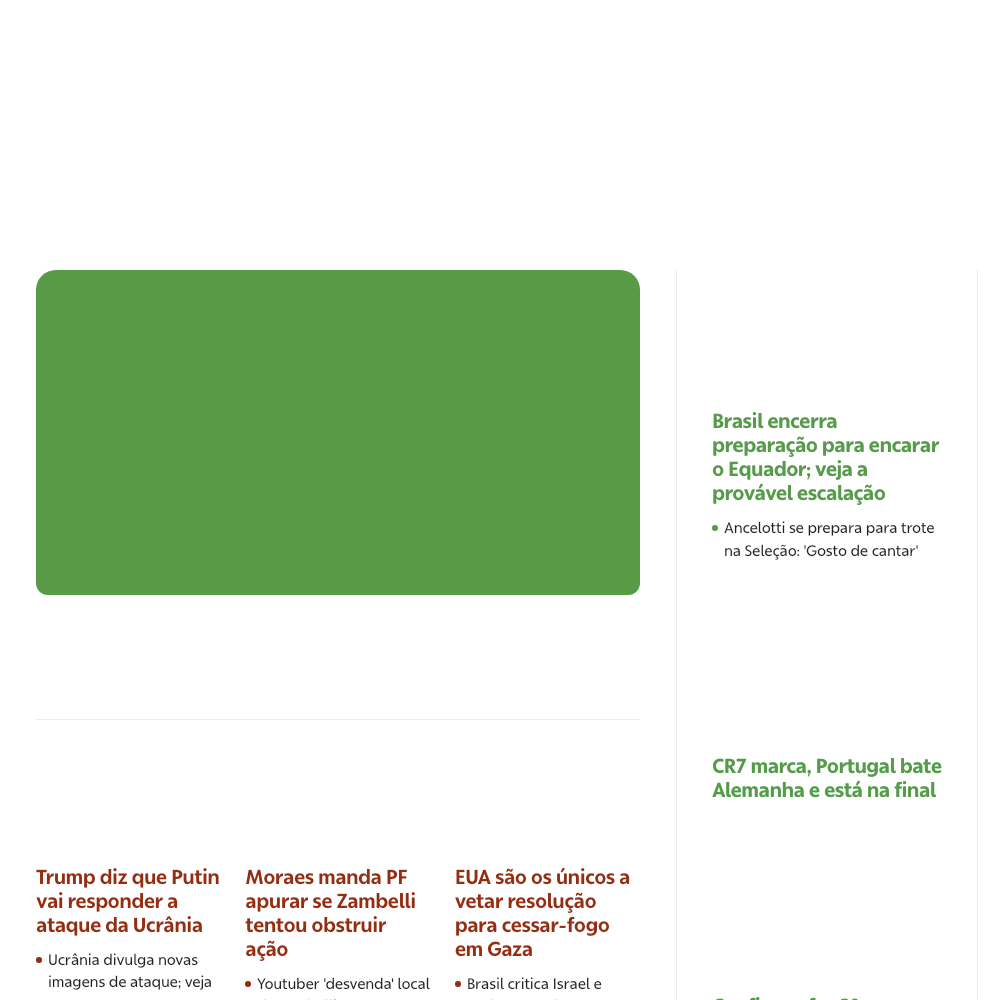 Brasil encerra
preparação para encarar
o Equador; veja a
provável escalação
Ancelotti se prepara para trote
na Seleção: 'Gosto de cantar'
CR7 marca, Portugal bate
Alemanha e está na final
Trump diz que Putin
vai responder a
ataque da Ucrânia
Ucrânia divulga novas
imagens de ataque; veja
Moraes manda PF
apurar se Zambelli
tentou obstruir
ação
Youtuber 'desvenda' local
EUA são os únicos a
vetar resolução
para cessar-fogo
em Gaza
Brasil critica Israel e